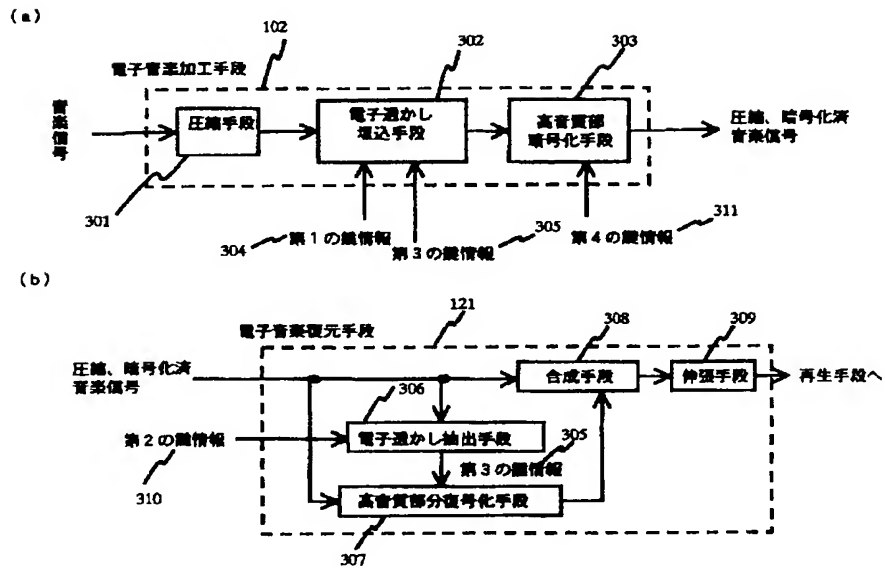 (a)
102
302
303
電子音楽加工手段
音楽信号
圧縮手段
電子透かし
埋込手段
高音質部
暗号化手段
圧縮、暗号化済
音楽信号
301
304
第1の鍵情報
第3の鍵情報
305
第4の鍵情報
311
(b)
電子音楽復元手段
121
308
309
圧縮、暗号化済
音楽信号
合成手段
伸張手段
再生手段へ
306
第2の鍵情報
電子透かし抽出手段
305
310
第3の鍵情報
高音質部分復号化手段
307